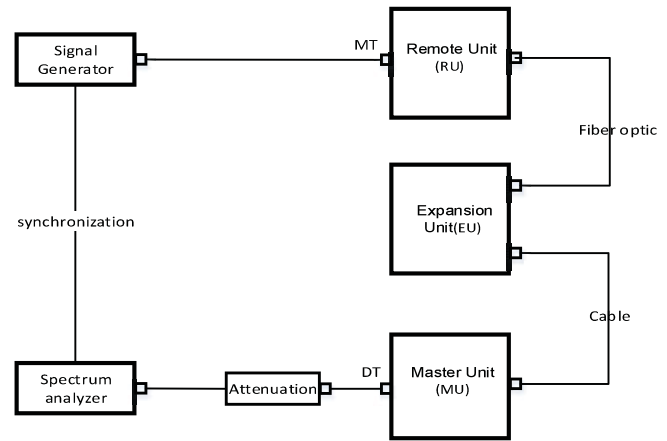 Signal
Generator
MT
Remote Unit
(RU)
Fiber optic
Expansion
Unit(EU)
synchronization
Cable
Spectrum
analyzer
Attenuation
DT
Master Unit
(MU)